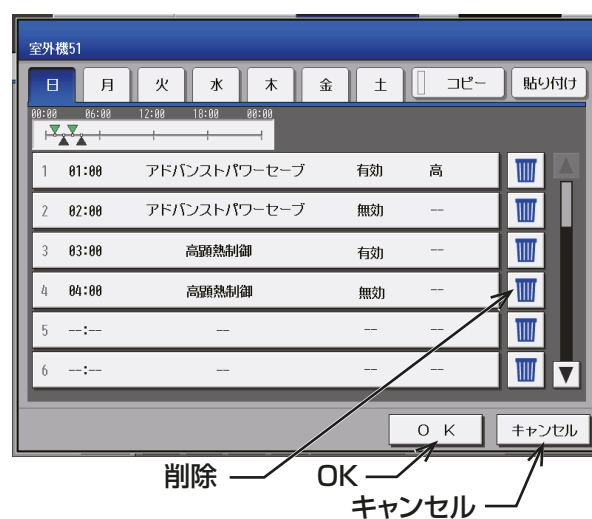 室外機51
日 月 火 水 木 金 土 コピー 貼り付け
00:00 06:00 12:00 18:00 00:00
1 01:00 アドバンストパワーセーブ 有効 高
2 02:00 アドバンストパワーセーブ 無効 --
3 03:00 高顕熱制御 有効 --
4 04:00 高顕熱制御 無効 --
5 --:-- -- -- --
6 --:-- -- -- --
OK キャンセル
削除 OK
キャンセル